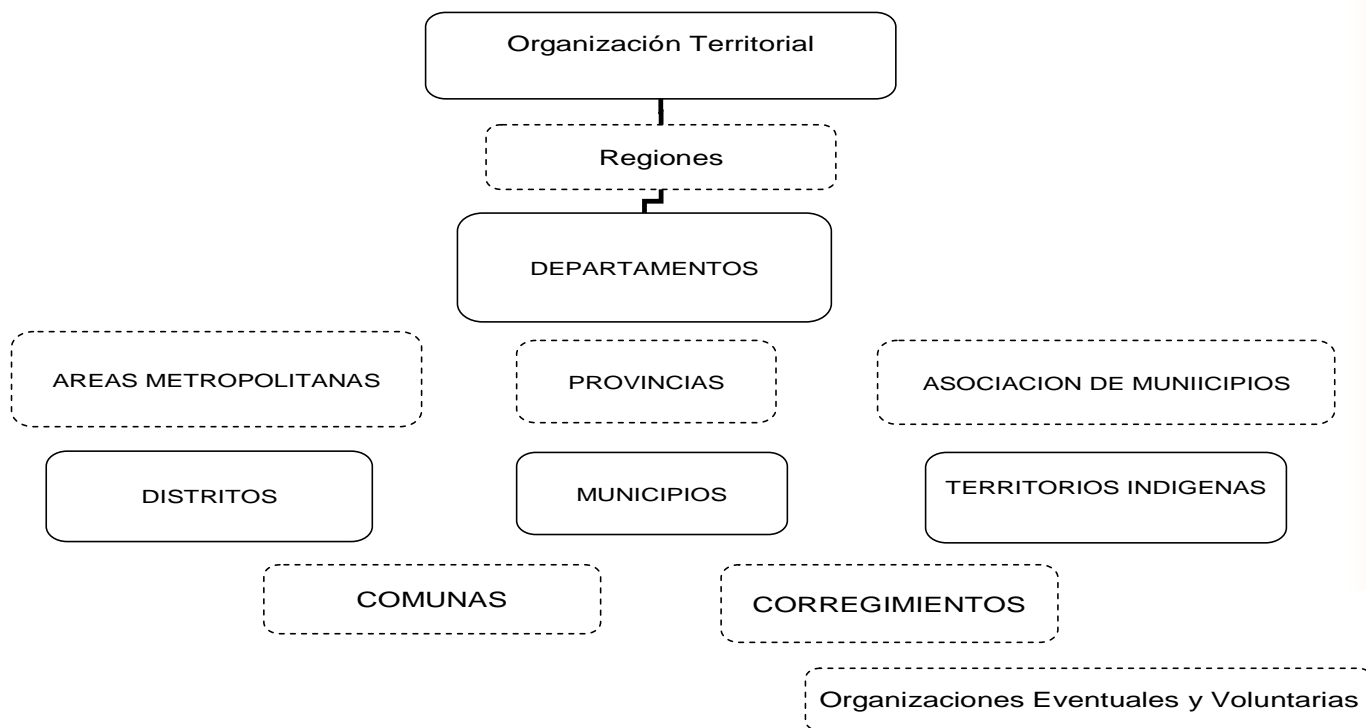 Organización Territorial
Regiones
DEPARTAMENTOS
AREAS METROPOLITANAS
PROVINCIAS
ASOCIACION DE MUNIICIPIOS
DISTRITOS
MUNICIPIOS
TERRITORIOS INDIGENAS
COMUNAS
CORREGIMIENTOS
Organizaciones Eventuales y Voluntarias